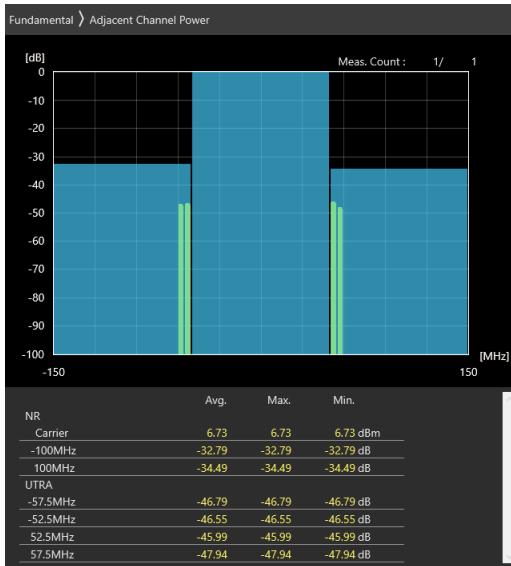 Fundamental 〉 Adjacent Channel Power
[dB] Meas. Count : 1/ 1
0
-10
-20
-30
-40
-50
-60
-70
-80
-90
-100 [MHz]
-150 150
Avg. Max. Min.
NR
Carrier 6.73 6.73 6.73 dBm
-100MHz -32.79 -32.79 -32.79 dB
100MHz -34.49 -34.49 -34.49 dB
UTRA
-57.5MHz -46.79 -46.79 -46.79 dB
-52.5MHz -46.55 -46.55 -46.55 dB
52.5MHz -45.99 -45.99 -45.99 dB
57.5MHz -47.94 -47.94 -47.94 dB